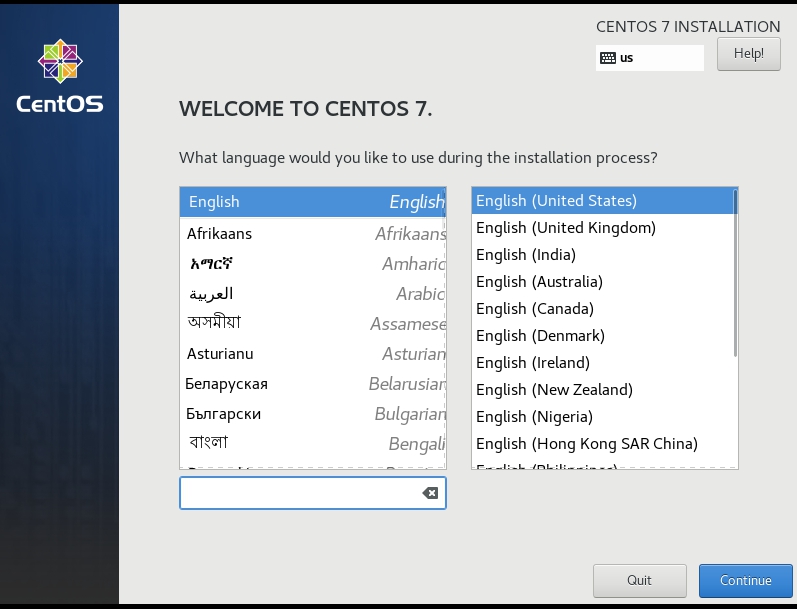 CentOS
CENTOS 7 INSTALLATION
us
Help!
WELCOME TO CENTOS 7.
What language would you like to use during the installation process?
English English
Afrikaans Afrikaans
አማርኛ Amharic
العربية Arabic
অসমীয়া Assamese
Asturianu Asturian
Беларуская Belarusian
Български Bulgarian
বাংলা Bengali
English (United States)
English (United Kingdom)
English (India)
English (Australia)
English (Canada)
English (Denmark)
English (Ireland)
English (New Zealand)
English (Nigeria)
English (Hong Kong SAR China)
English (Philippines)
Quit
Continue